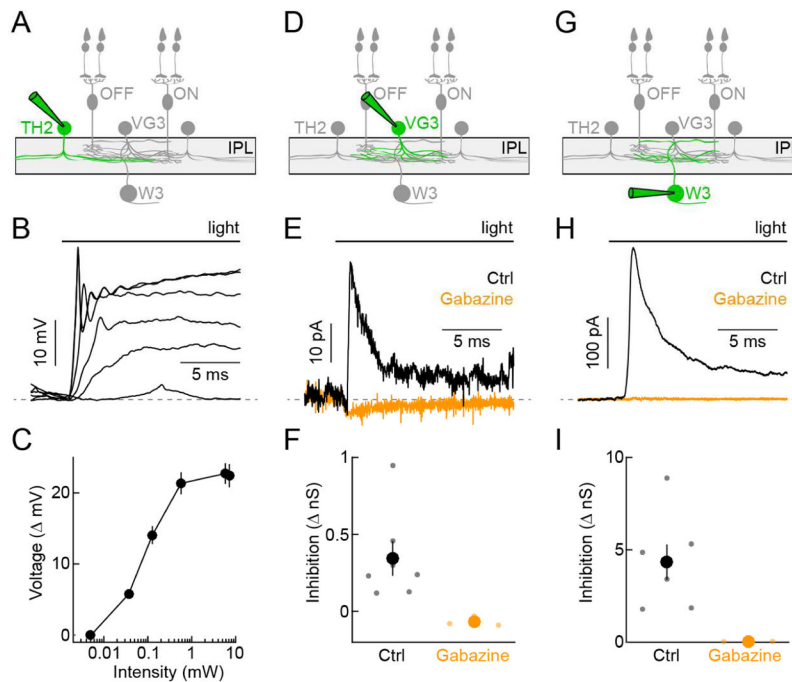 A
OFF
ON
TH2
VG3
IPL
W3
D
OFF
ON
TH2
VG3
IPL
W3
G
OFF
ON
TH2
VG3
IP
W3
B
light
10 mV
5 ms
E
light
Ctrl
Gabazine
10 pA
5 ms
H
light
Ctrl
Gabazine
100 pA
5 ms
C
Voltage (Δ mV)
20
10
0
0.01 0.1 1 10
Intensity (mW)
F
Inhibition (Δ nS)
1
0.5
0
Ctrl Gabazine
I
Inhibition (Δ nS)
10
5
0
Ctrl Gabazine